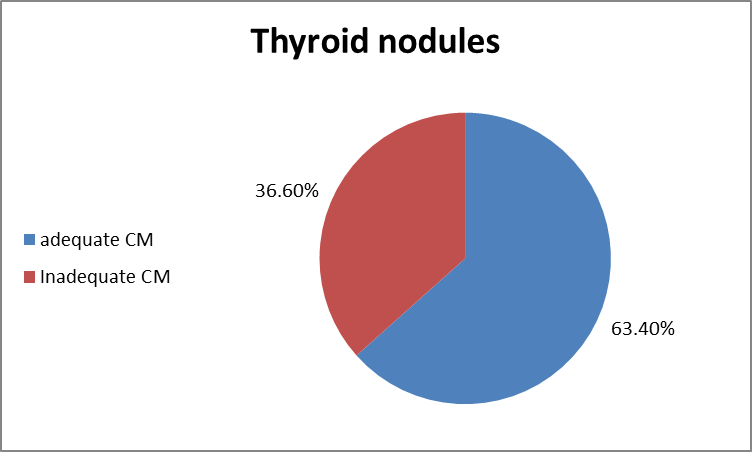 Thyroid nodules
36.60%
adequate CM
Inadequate CM
63.40%